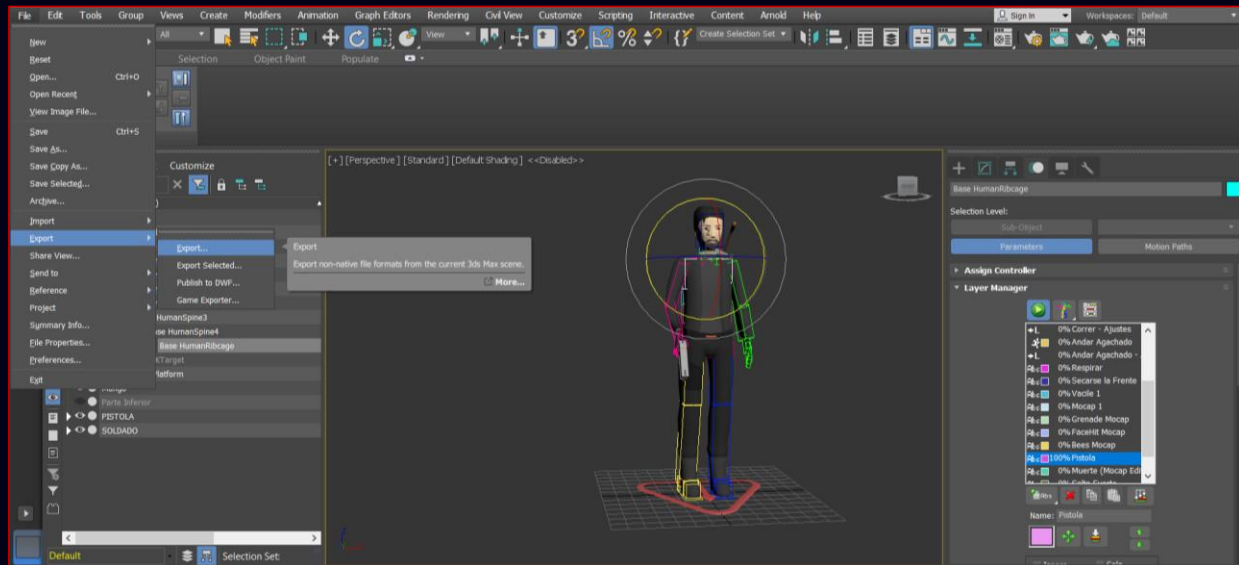 File Edit Tools Group Views Create Modifiers Animation Graph Editors Rendering Civil View Customize Scripting Interactive Content Arnold Help Sign In Workspaces: Default
New
Reset
Open... Ctrl+O
Open Recent
View Image File...
Save Ctrl+S
Save As...
Save Copy As...
Save Selected...
Archive...
Import
Export
Share View...
Send to
Reference
Project
Summary Info...
File Properties...
Preferences...
Exit
Export...
Export Selected...
Publish to DWF...
Game Exporter...
Export
Export non-native file formats from the current 3ds Max scene.
More...
All View Create Selection Set
Selection Object Paint Populate
Customize
HumanSpine3
se HumanSpine4
Base HumanRibcage
KTarget
latform
Mango
Parte Inferior
PISTOLA
SOLDADO
Default Selection Set:
[+] [Perspective] [Standard] [Default Shading] <<Disabled>>
Base HumanRibcage
Selection Level:
Sub-Object
Parameters Motion Paths
Assign Controller
Layer Manager
0% Correr - Ajustes
0% Andar Agachado
0% Andar Agachado -
0% Respirar
0% Secarse la Frente
0% Vacile 1
0% Mocap 1
0% Grenade Mocap
0% FaceHit Mocap
0% Bees Mocap
100% Pistola
0% Muerte (Mocap Edi
Name: Pistola